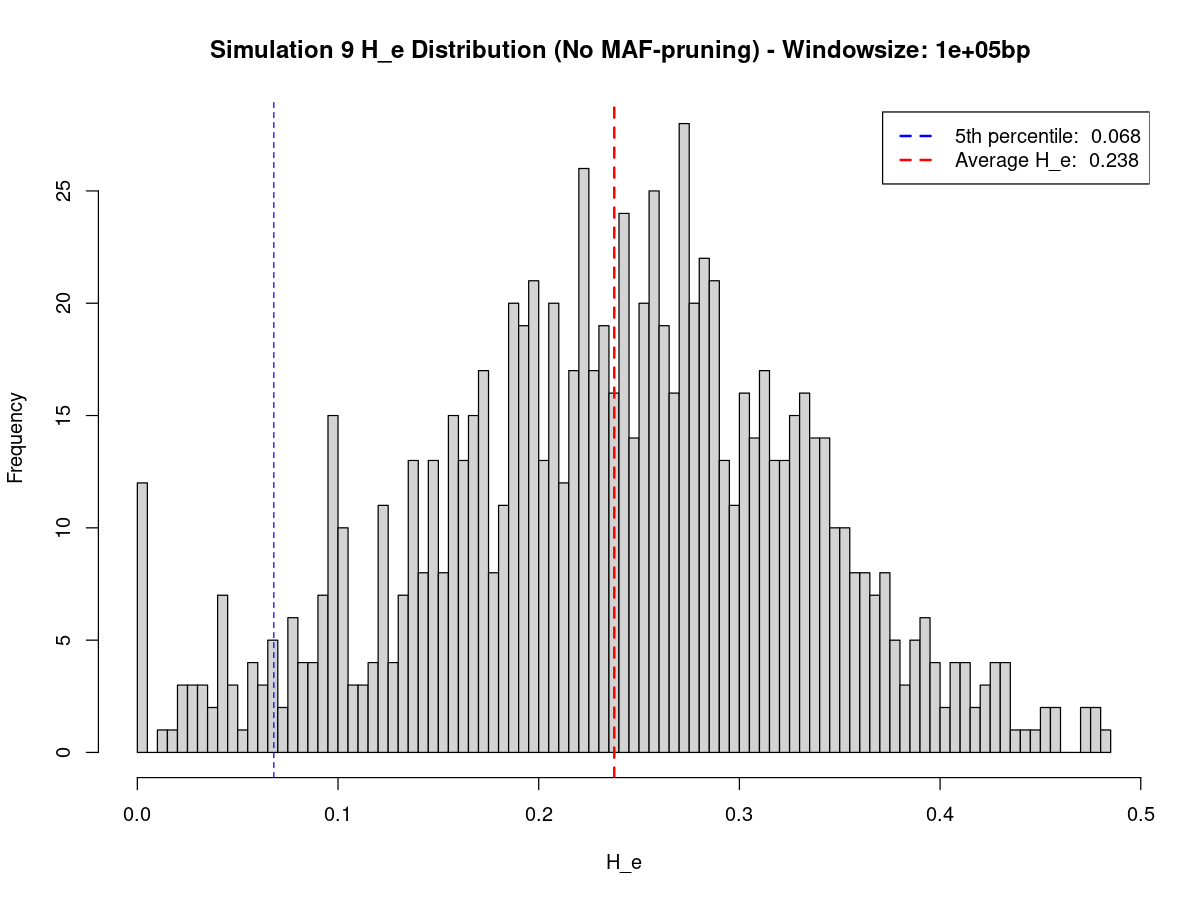 Simulation 9 H_e Distribution (No MAF-pruning) - Windowsize: 1e+05bp
5th percentile:  0.068
Average H_e:  0.238
Frequency
25
20
15
10
5
0
0.0 0.1 0.2 0.3 0.4 0.5
H_e